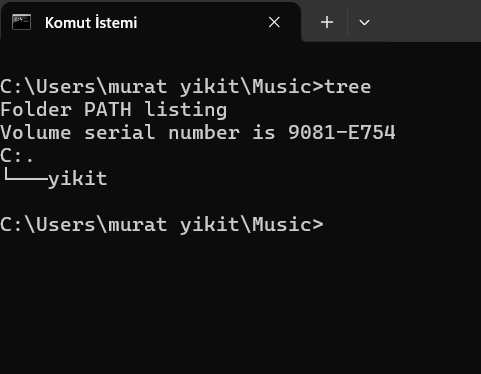 Komut İstemi
C:\Users\murat yikit\Music>tree
Folder PATH listing
Volume serial number is 9081-E754
C:.
└───yikit
C:\Users\murat yikit\Music>